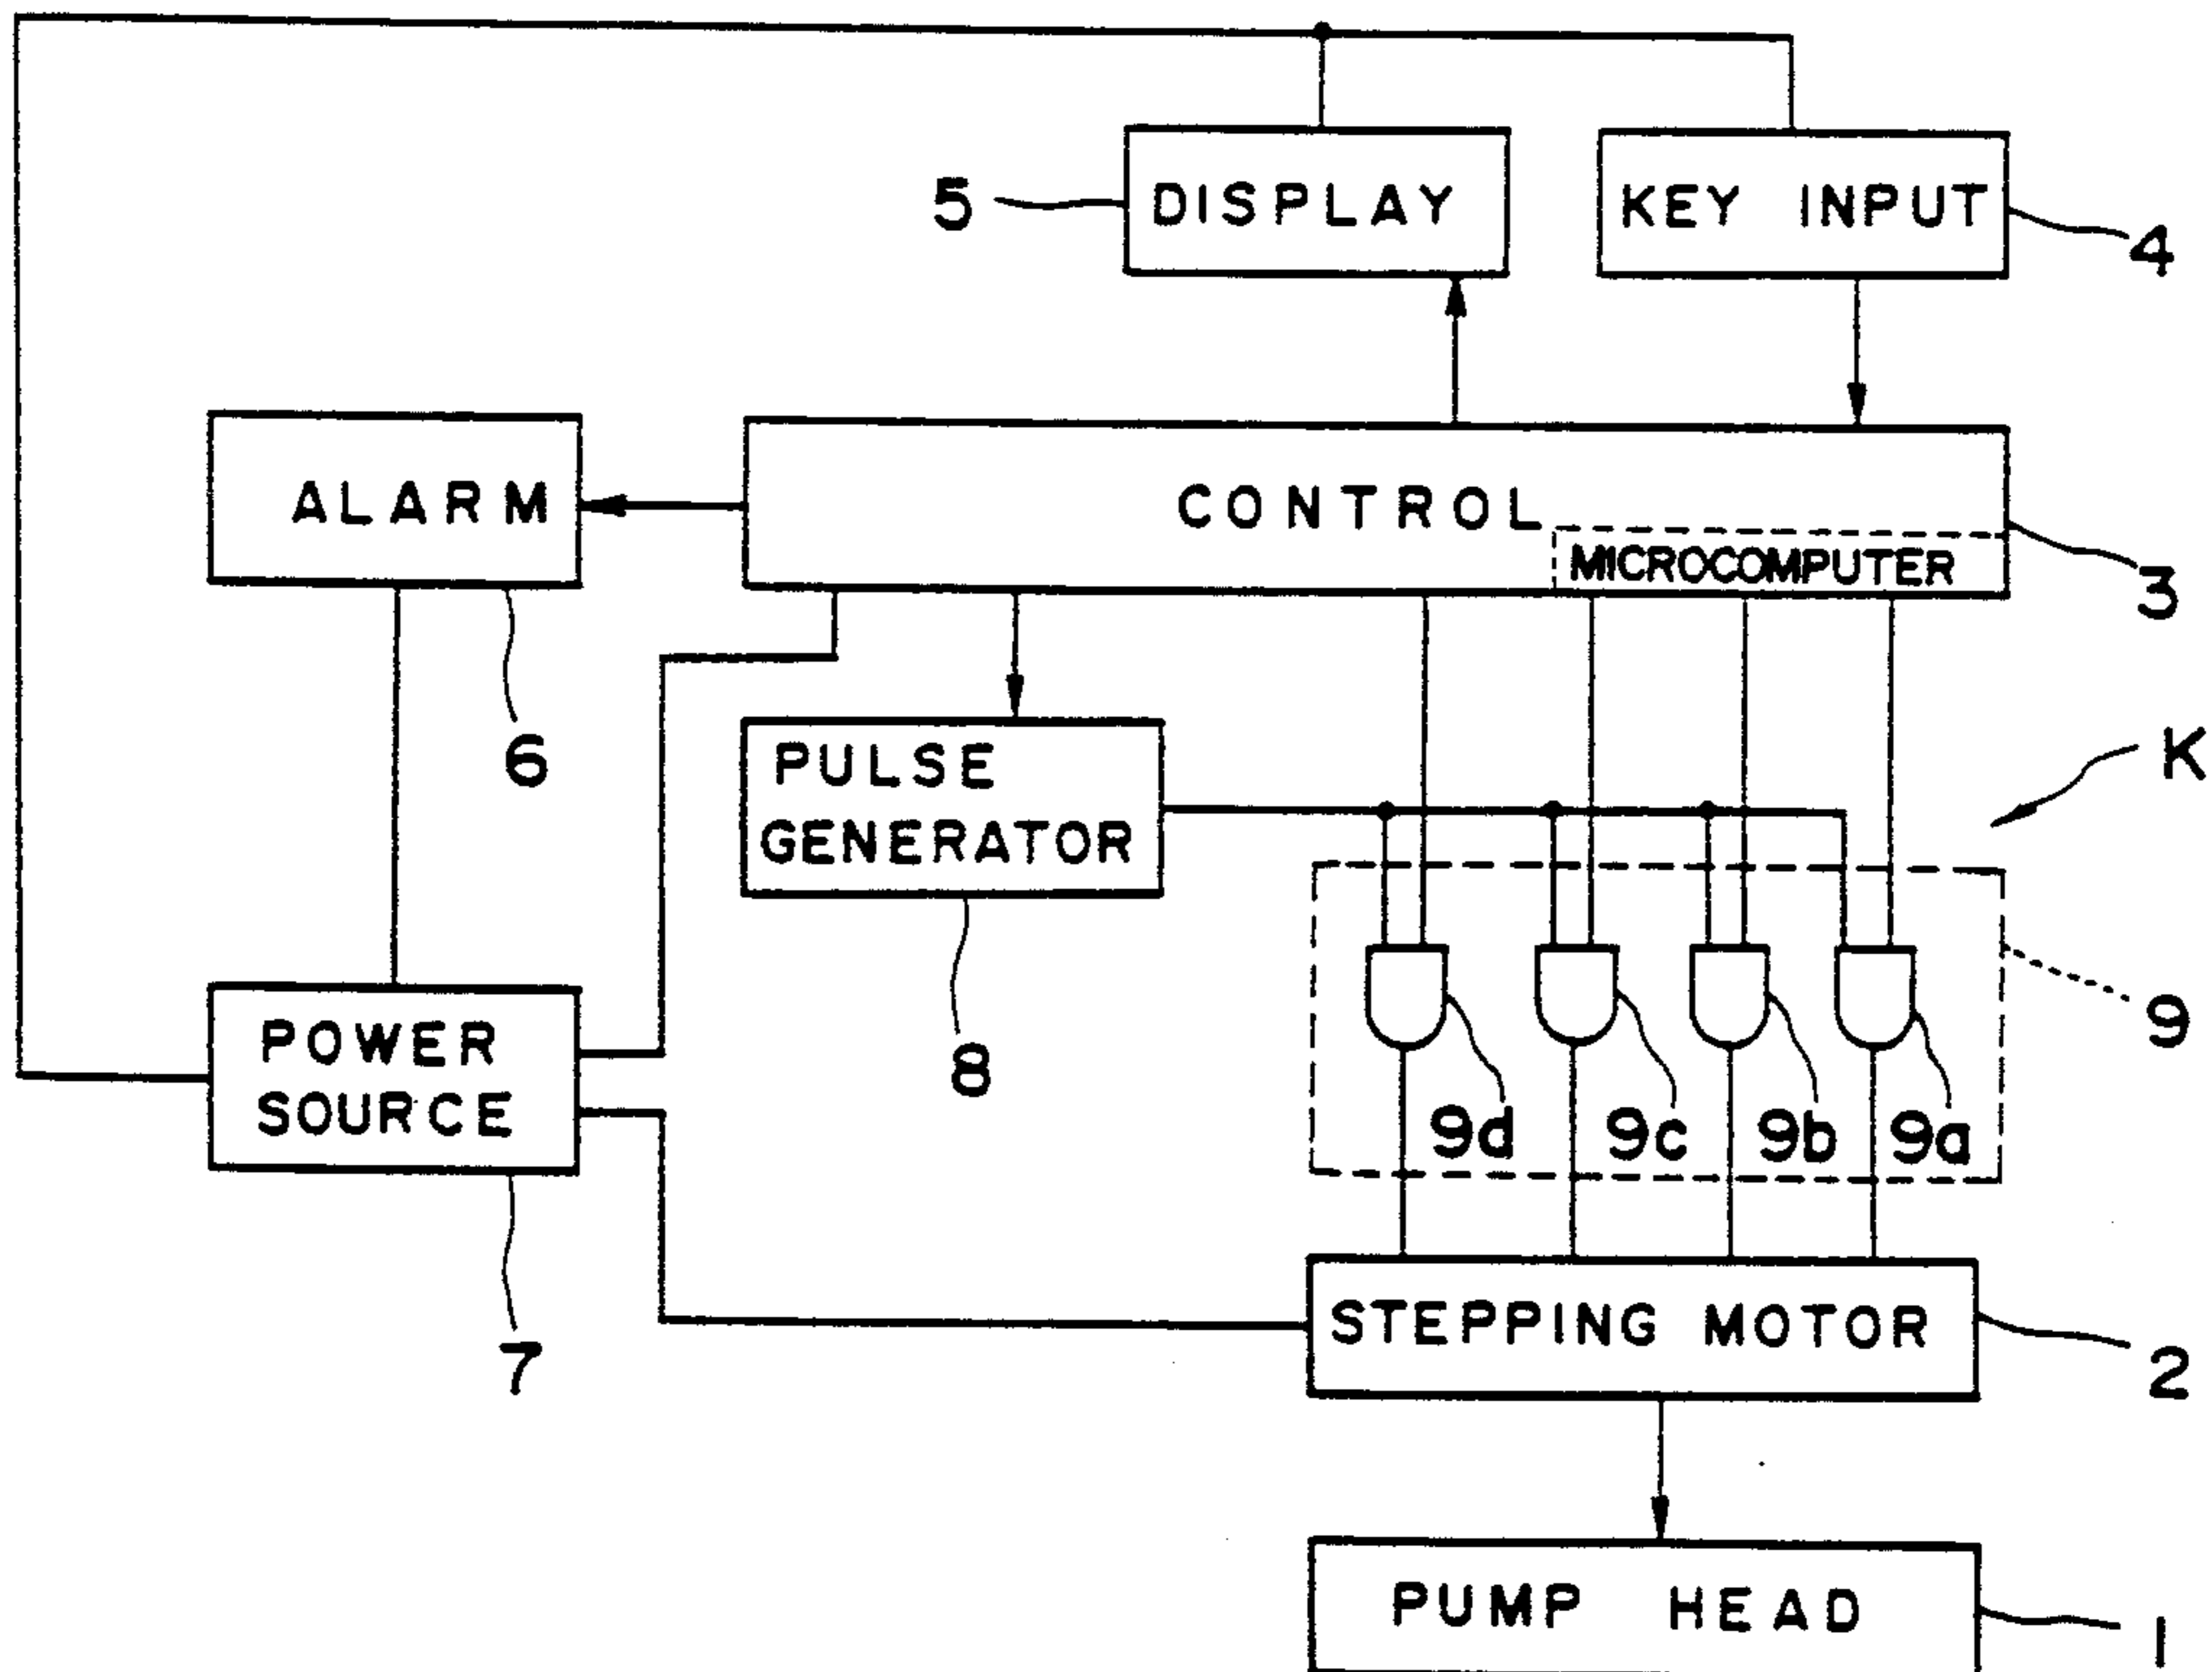 5
DISPLAY
KEY INPUT
4
ALARM
CONTROL
MICROCOMPUTER
3
6
PULSE
GENERATOR
K
8
POWER
SOURCE
7
9
9d
9c
9b
9a
STEPPING MOTOR
2
PUMP HEAD
1